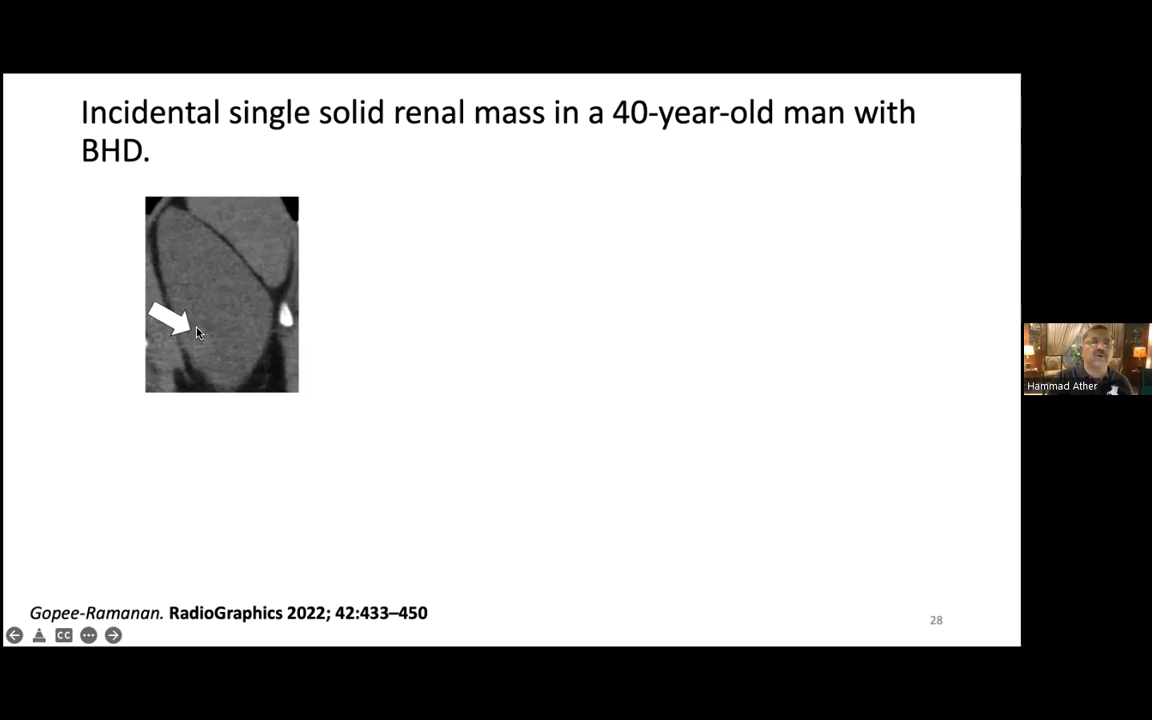 Incidental single solid renal mass in a 40-year-old man with
BHD.
Hammad Ather
Gopee-Ramanan. RadioGraphics 2022; 42:433–450
28
CC